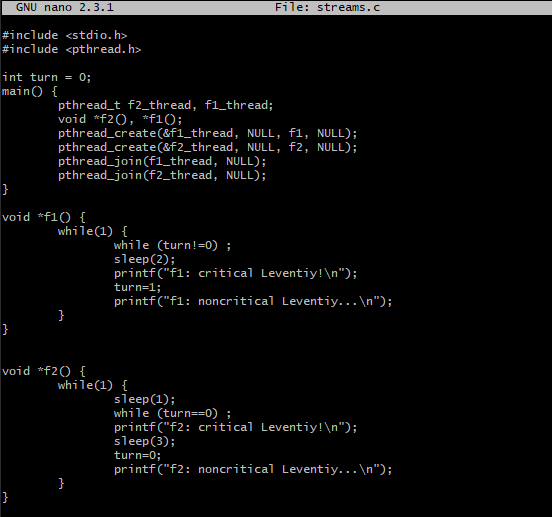 GNU nano 2.3.1 File: streams.c
#include <stdio.h>
#include <pthread.h>
int turn = 0;
main() {
pthread_t f2_thread, f1_thread;
void *f2(), *f1();
pthread_create(&f1_thread, NULL, f1, NULL);
pthread_create(&f2_thread, NULL, f2, NULL);
pthread_join(f1_thread, NULL);
pthread_join(f2_thread, NULL);
}
void *f1() {
while(1) {
while (turn!=0) ;
sleep(2);
printf("f1: critical Leventiy!\n");
turn=1;
printf("f1: noncritical Leventiy...\n");
}
}
void *f2() {
while(1) {
sleep(1);
while (turn==0) ;
printf("f2: critical Leventiy!\n");
sleep(3);
turn=0;
printf("f2: noncritical Leventiy...\n");
}
}